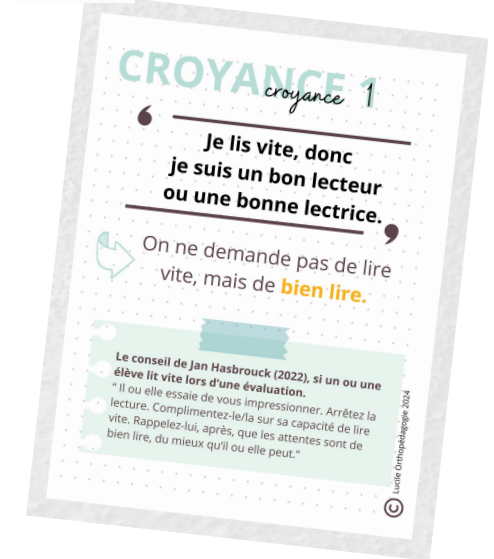 CROYANCE 1
croyance
Je lis vite, donc
je suis un bon lecteur
ou une bonne lectrice.
On ne demande pas de lire
vite, mais de bien lire.
Le conseil de Jan Hasbrouck (2022), si un ou une
élève lit vite lors d'une évaluation.
" Il ou elle essaie de vous impressionner. Arrêtez la
lecture. Complimentez-le/la sur sa capacité de lire
vite. Rappelez-lui, après, que les attentes sont de
bien lire, du mieux qu'il ou elle peut."
© Lucile Orthopédagogie 2024